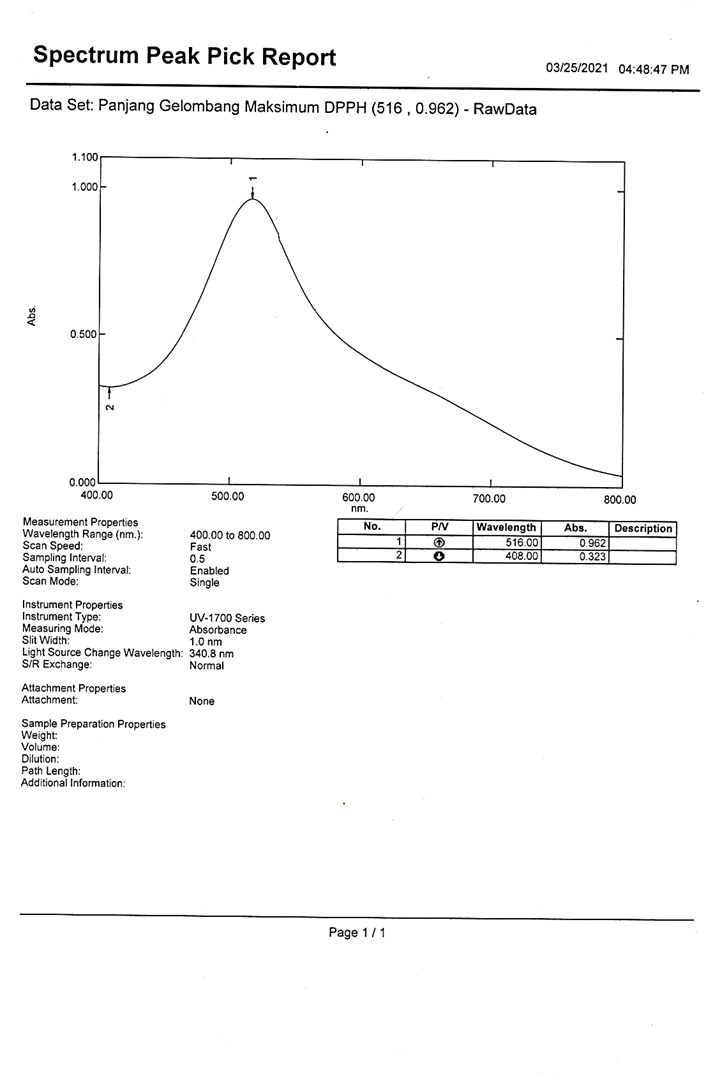 Spectrum Peak Pick Report
03/25/2021 04:48:47 PM
Data Set: Panjang Gelombang Maksimum DPPH (516 , 0.962) - RawData
1.100
1.000
0.500
0.000
Abs.
1
2
400.00 500.00 600.00 700.00 800.00
nm.
Measurement Properties
Wavelength Range (nm.): 400.00 to 800.00
Scan Speed: Fast
Sampling Interval: 0.5
Auto Sampling Interval: Enabled
Scan Mode: Single
No. P/V Wavelength Abs. Description
1 516.00 0.962
2 408.00 0.323
Instrument Properties
Instrument Type: UV-1700 Series
Measuring Mode: Absorbance
Slit Width: 1.0 nm
Light Source Change Wavelength: 340.8 nm
S/R Exchange: Normal
Attachment Properties
Attachment: None
Sample Preparation Properties
Weight:
Volume:
Dilution:
Path Length:
Additional Information:
Page 1 / 1